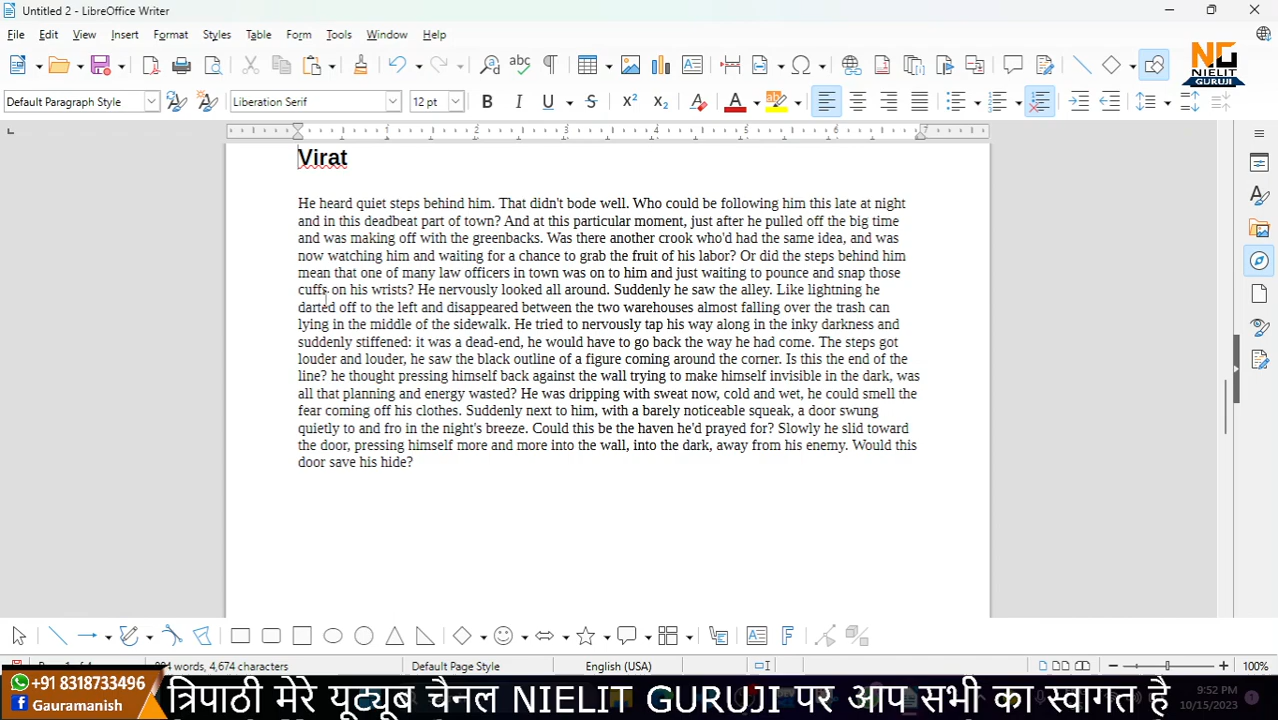 Untitled 2 - LibreOffice Writer
File Edit View Insert Format Styles Table Form Tools Window Help
NG
NIELIT
GURUJI
Default Paragraph Style
Liberation Serif
12 pt
1 2 3 4 5 6 7
Virat
He heard quiet steps behind him. That didn't bode well. Who could be following him this late at night
and in this deadbeat part of town? And at this particular moment, just after he pulled off the big time
and was making off with the greenbacks. Was there another crook who'd had the same idea, and was
now watching him and waiting for a chance to grab the fruit of his labor? Or did the steps behind him
mean that one of many law officers in town was on to him and just waiting to pounce and snap those
cuffs on his wrists? He nervously looked all around. Suddenly he saw the alley. Like lightning he
darted off to the left and disappeared between the two warehouses almost falling over the trash can
lying in the middle of the sidewalk. He tried to nervously tap his way along in the inky darkness and
suddenly stiffened: it was a dead-end, he would have to go back the way he had come. The steps got
louder and louder, he saw the black outline of a figure coming around the corner. Is this the end of the
line? he thought pressing himself back against the wall trying to make himself invisible in the dark, was
all that planning and energy wasted? He was dripping with sweat now, cold and wet, he could smell the
fear coming off his clothes. Suddenly next to him, with a barely noticeable squeak, a door swung
quietly to and fro in the night's breeze. Could this be the haven he'd prayed for? Slowly he slid toward
the door, pressing himself more and more into the wall, into the dark, away from his enemy. Would this
door save his hide?
words, 4,674 characters
Default Page Style
English (USA)
100%
+91 8318733496
Gauramanish
त्रिपाठी मेरे यूट्यूब चैनल NIELIT GURUJI पर आप सभी का स्वागत है
9:52 PM
10/15/2023